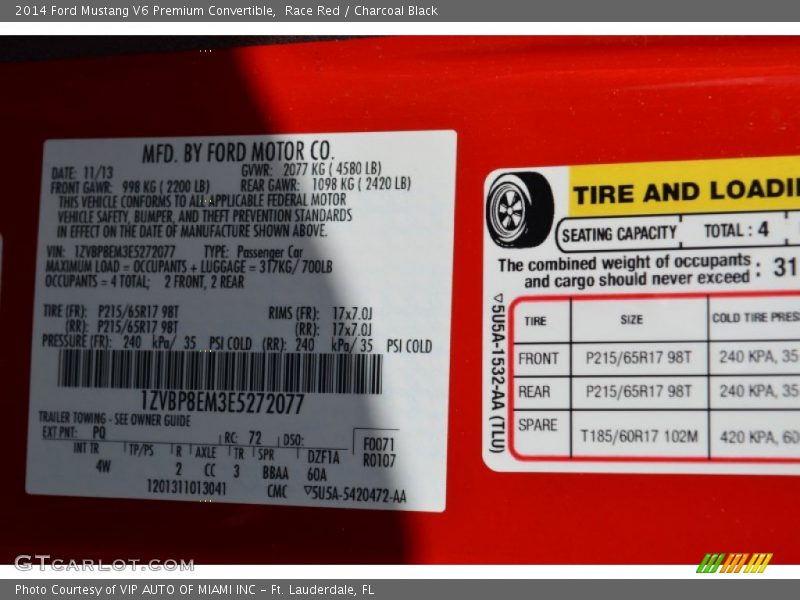 2014 Ford Mustang V6 Premium Convertible,  Race Red / Charcoal Black
MFD. BY FORD MOTOR CO.
DATE: 11/13 GVWR: 2077 KG ( 4580 LB)
FRONT GAWR: 998 KG ( 2200 LB) REAR GAWR: 1098 KG ( 2420 LB)
THIS VEHICLE CONFORMS TO ALL APPLICABLE FEDERAL MOTOR
VEHICLE SAFETY, BUMPER, AND THEFT PREVENTION STANDARDS
IN EFFECT ON THE DATE OF MANUFACTURE SHOWN ABOVE.
VIN: 1ZVBP8EM3E5272077 TYPE: Passenger Car
MAXIMUM LOAD = OCCUPANTS + LUGGAGE = 317KG/ 700LB
OCCUPANTS = 4 TOTAL; 2 FRONT, 2 REAR
TIRE (FR): P215/65R17 98T RIMS (FR): 17x7.0J
(RR): P215/65R17 98T (RR): 17x7.0J
PRESSURE (FR): 240 kPa/ 35 PSI COLD (RR): 240 kPa/ 35 PSI COLD
1ZVBP8EM3E5272077
TRAILER TOWING - SEE OWNER GUIDE
EXT PNT: PQ RC: 72 DSO: F0071
INT TR TP/PS R AXLE TR SPR DZF1A R0107
4W 2 CC 3 BBAA 60A
1201311013041 CMC ▽5U5A-5420472-AA
TIRE AND LOADI
SEATING CAPACITY TOTAL : 4
The combined weight of occupants
and cargo should never exceed : 31
▽5U5A-1532-AA (TLU)
TIRE SIZE COLD TIRE PRESS
FRONT P215/65R17 98T 240 KPA, 35
REAR P215/65R17 98T 240 KPA, 35
SPARE T185/60R17 102M 420 KPA, 60
GTCarLot.com
Photo Courtesy of VIP AUTO OF MIAMI INC - Ft. Lauderdale, FL